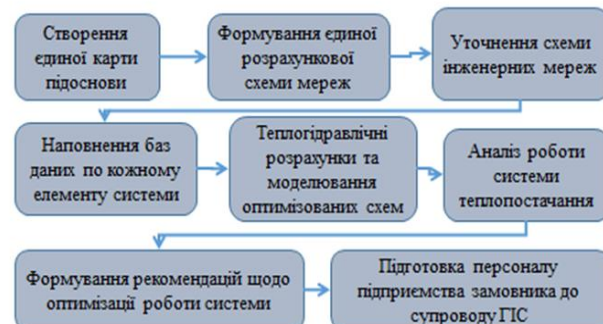 Створення
єдиної карти
підоснови
Формування єдиної
розрахункової
схеми мереж
Уточнення схеми
інженерних мереж
Наповнення баз
даних по кожному
елементу системи
Теплогідравлічні
розрахунки та
моделювання
оптимізованих схем
Аналіз роботи
системи
теплопостачання
Формування рекомендацій щодо
оптимізації роботи системи
Підготовка персоналу
підприємства замовника до
супроводу ГІС